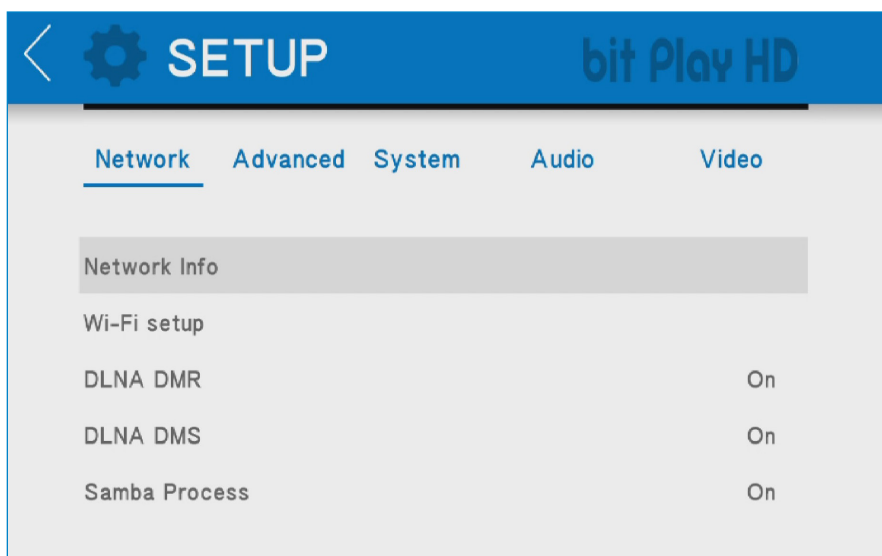 SETUP bit Play HD
Network Advanced System Audio Video
Network Info
Wi-Fi setup
DLNA DMR On
DLNA DMS On
Samba Process On